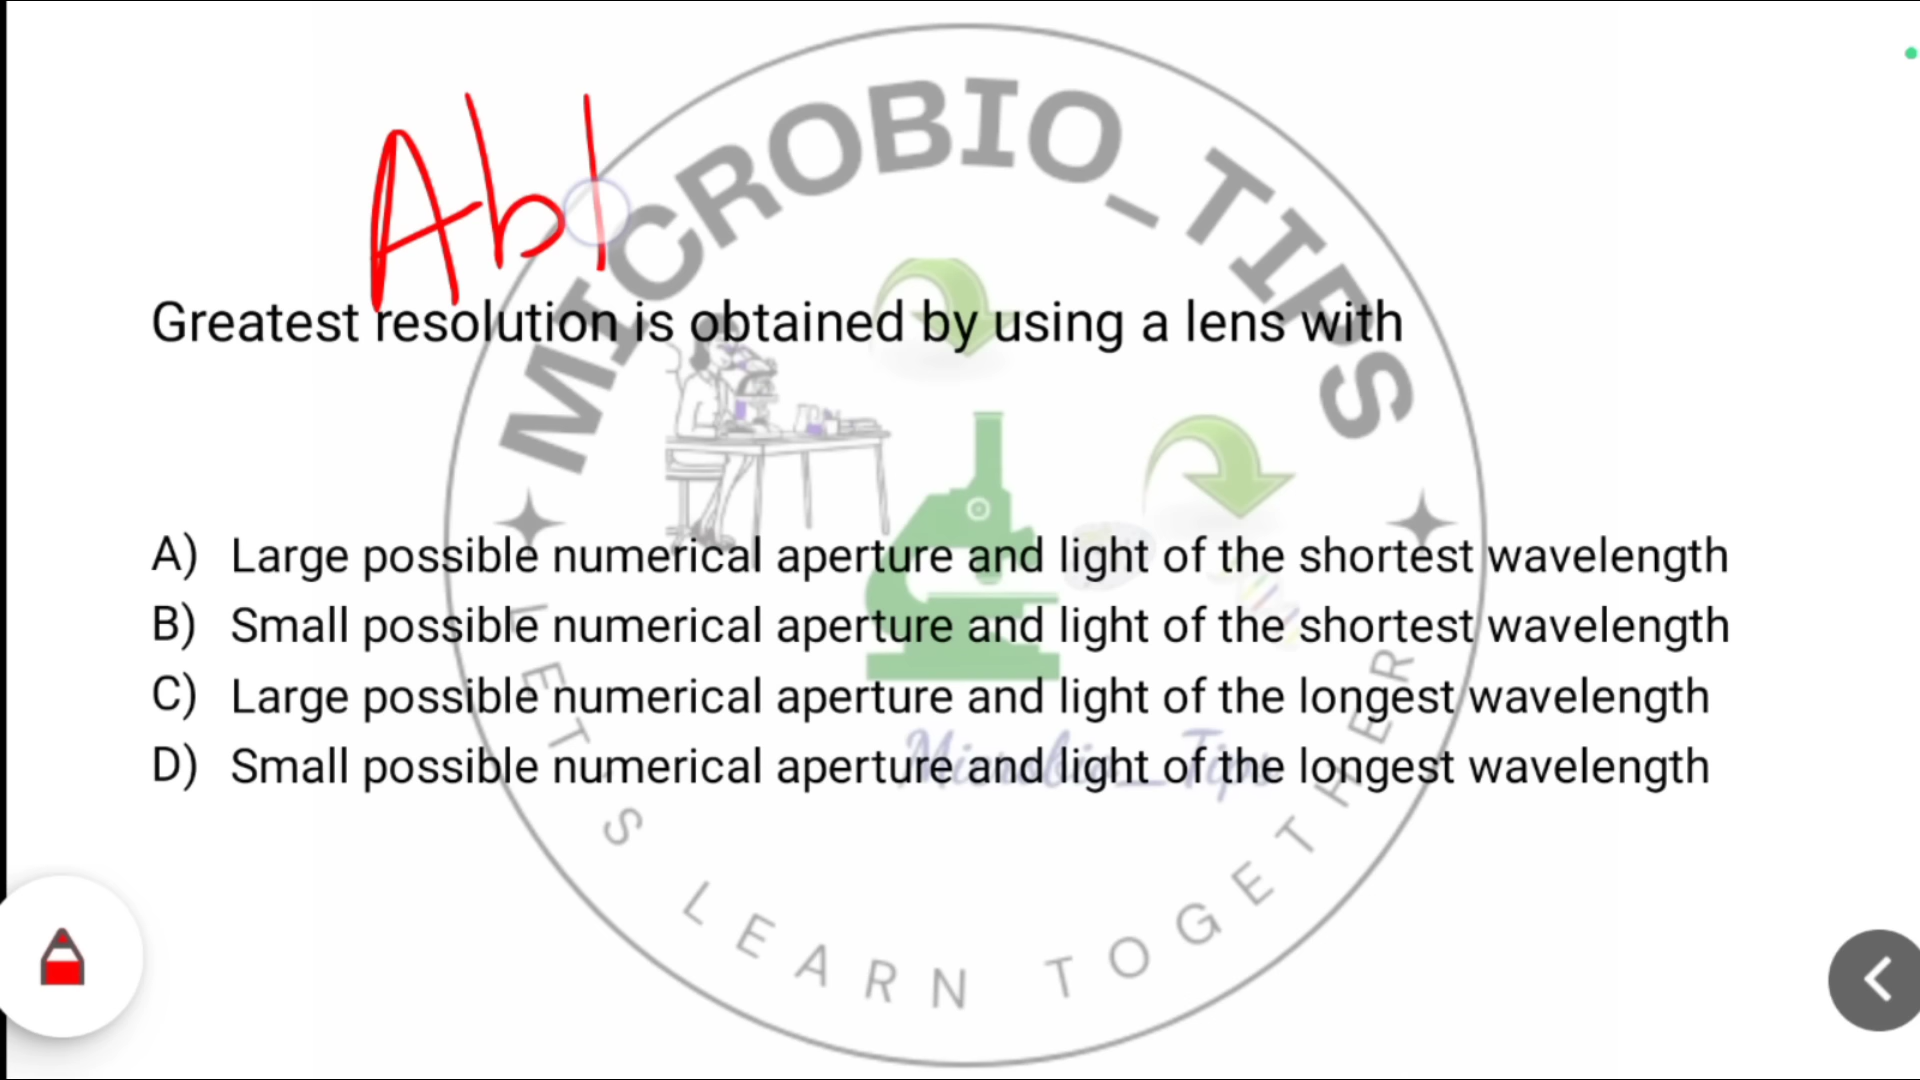 MICROBIO_TIPS
Abl
Greatest resolution is obtained by using a lens with
A) Large possible numerical aperture and light of the shortest wavelength
B) Small possible numerical aperture and light of the shortest wavelength
C) Large possible numerical aperture and light of the longest wavelength
D) Small possible numerical aperture and light of the longest wavelength
Microbio_Tips
LET'S LEARN TOGETHER